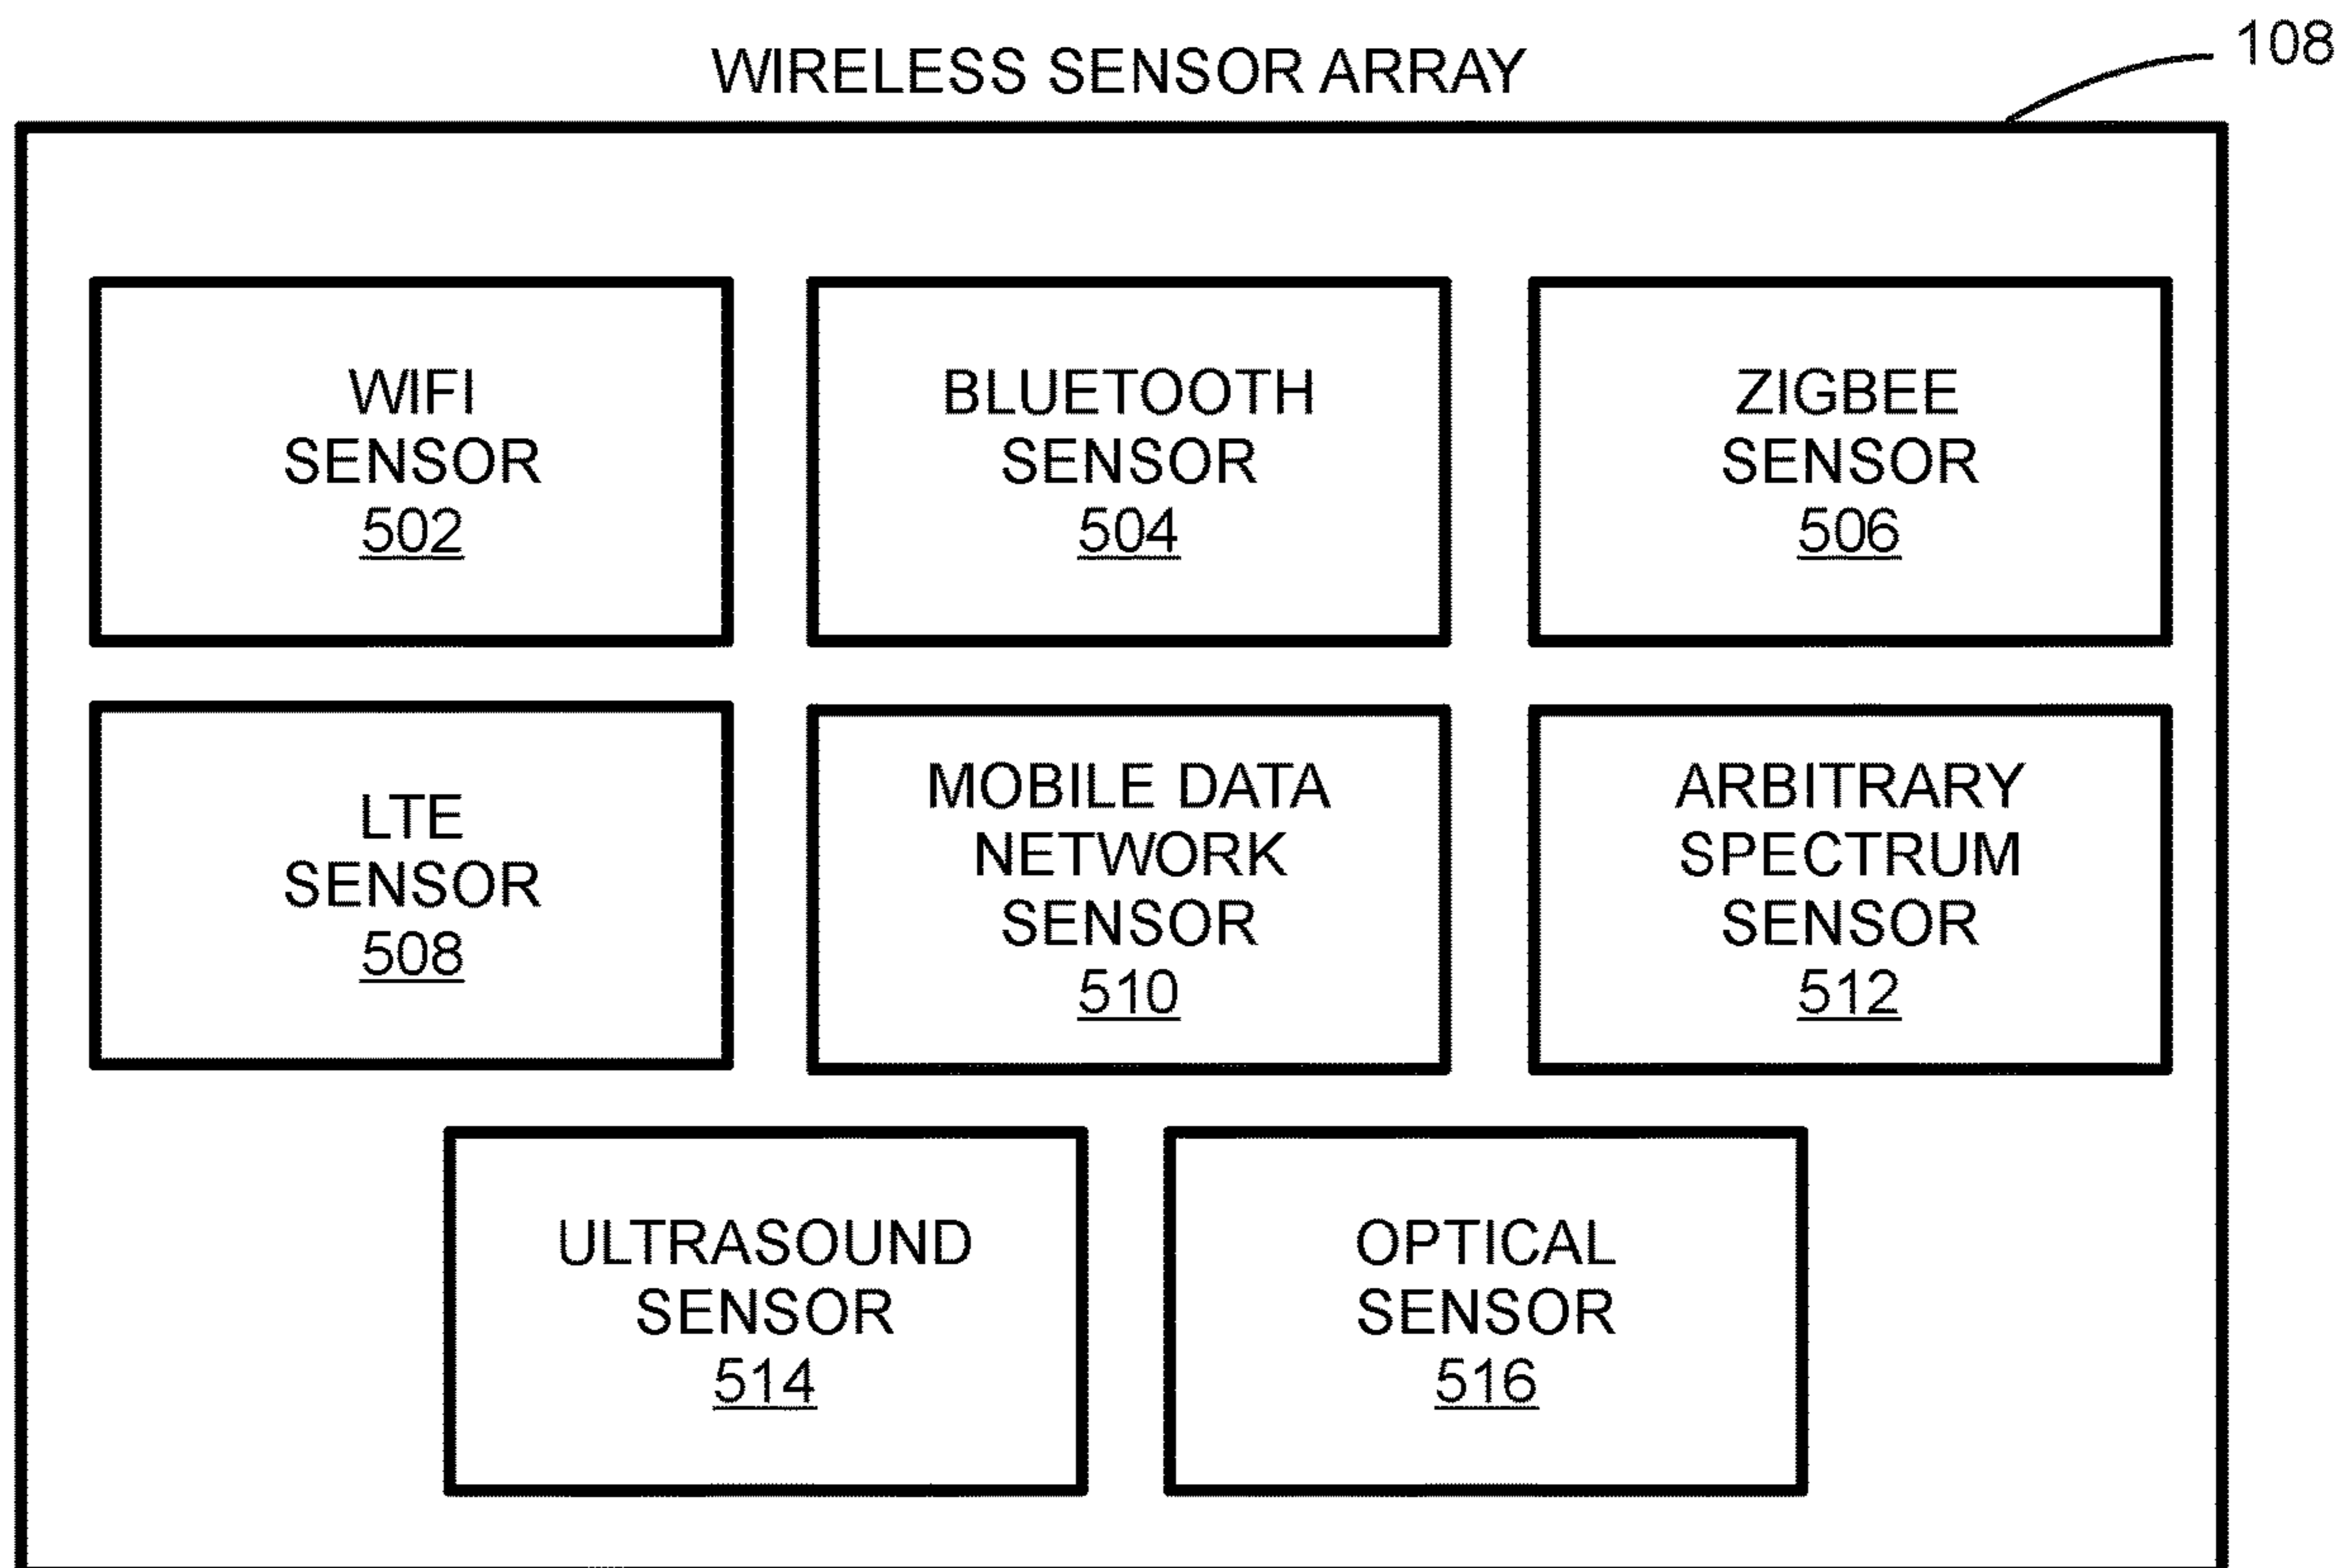 108
WIRELESS SENSOR ARRAY
WIFI
SENSOR
502
BLUETOOTH
SENSOR
504
ZIGBEE
SENSOR
506
LTE
SENSOR
508
MOBILE DATA
NETWORK
SENSOR
510
ARBITRARY
SPECTRUM
SENSOR
512
ULTRASOUND
SENSOR
514
OPTICAL
SENSOR
516